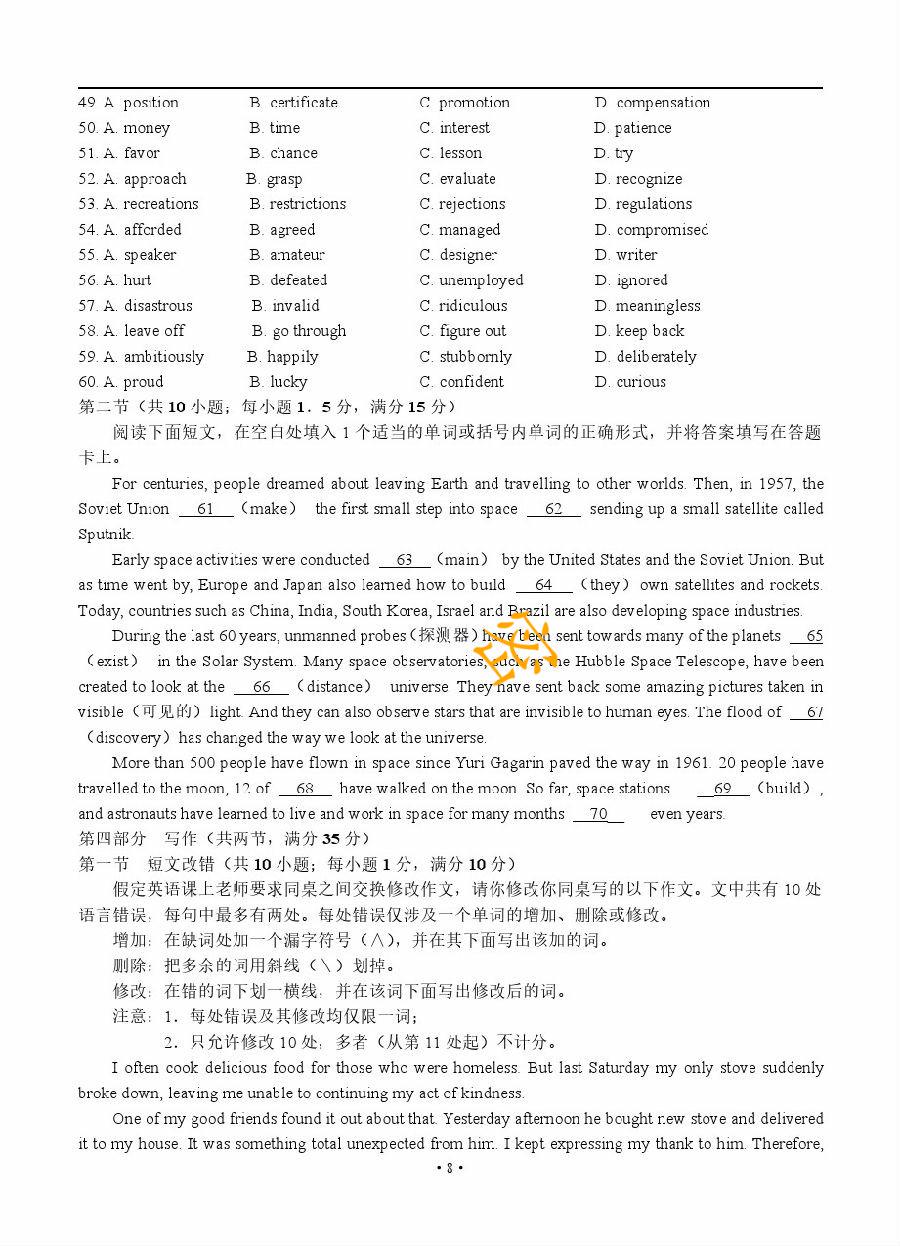 49. A. position B. certificate C. promotion D. compensation
50. A. money B. time C. interest D. patience
51. A. favor B. chance C. lesson D. try
52. A. approach B. grasp C. evaluate D. recognize
53. A. recreations B. restrictions C. rejections D. regulations
54. A. afforded B. agreed C. managed D. compromised
55. A. speaker B. amateur C. designer D. writer
56. A. hurt B. defeated C. unemployed D. ignored
57. A. disastrous B. invalid C. ridiculous D. meaningless
58. A. leave off B. go through C. figure out D. keep back
59. A. ambitiously B. happily C. stubbornly D. deliberately
60. A. proud B. lucky C. confident D. curious
第二节（共 10 小题；每小题 1．5 分，满分 15 分）
阅读下面短文，在空白处填入 1 个适当的单词或括号内单词的正确形式，并将答案填写在答题
卡上。
For centuries, people dreamed about leaving Earth and travelling to other worlds. Then, in 1957, the
Soviet Union 61 （make） the first small step into space 62 sending up a small satellite called
Sputnik.
Early space activities were conducted 63 （main） by the United States and the Soviet Union. But
as time went by, Europe and Japan also learned how to build 64 （they） own satellites and rockets.
Today, countries such as China, India, South Korea, Israel and Brazil are also developing space industries.
During the last 60 years, unmanned probes（探测器）have been sent towards many of the planets 65
（exist） in the Solar System. Many space observatories, such as the Hubble Space Telescope, have been
created to look at the 66 （distance） universe. They have sent back some amazing pictures taken in
visible（可见的）light. And they can also observe stars that are invisible to human eyes. The flood of 67
（discovery）has changed the way we look at the universe.
More than 500 people have flown in space since Yuri Gagarin paved the way in 1961. 20 people have
travelled to the moon, 12 of 68 have walked on the moon. So far, space stations 69 （build），
and astronauts have learned to live and work in space for many months 70 even years.
第四部分 写作（共两节，满分 35 分）
第一节 短文改错（共 10 小题；每小题 1 分，满分 10 分）
假定英语课上老师要求同桌之间交换修改作文，请你修改你同桌写的以下作文。文中共有 10 处
语言错误，每句中最多有两处。每处错误仅涉及一个单词的增加、删除或修改。
增加：在缺词处加一个漏字符号（∧），并在其下面写出该加的词。
删除：把多余的词用斜线（＼）划掉。
修改：在错的词下划一横线，并在该词下面写出修改后的词。
注意：1．每处错误及其修改均仅限一词；
2．只允许修改 10 处，多者（从第 11 处起）不计分。
I often cook delicious food for those who were homeless. But last Saturday my only stove suddenly
broke down, leaving me unable to continuing my act of kindness.
One of my good friends found it out about that. Yesterday afternoon he bought new stove and delivered
it to my house. It was something total unexpected from him. I kept expressing my thank to him. Therefore,
·8·
密